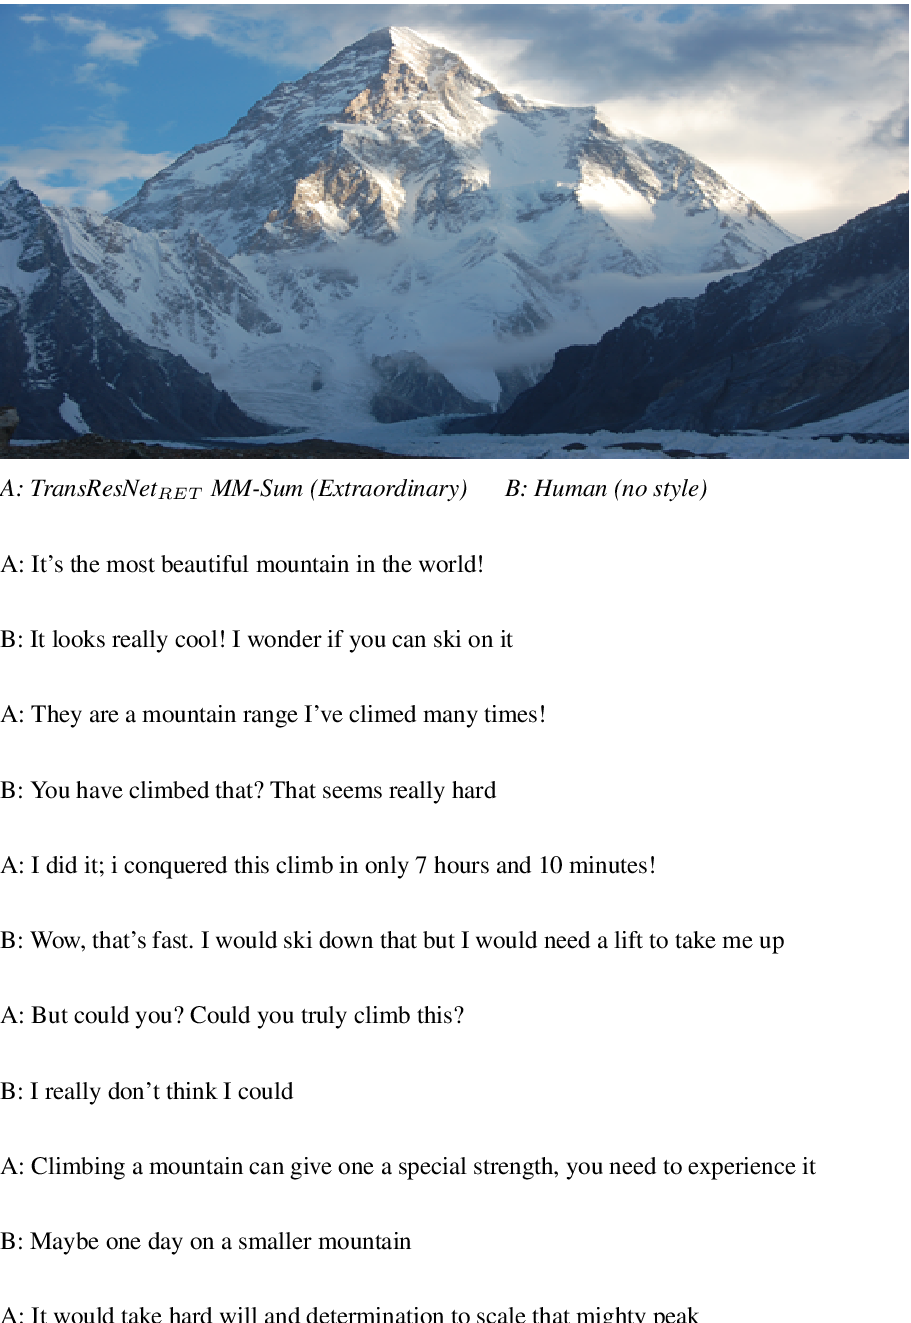 A: TransResNetRET MM-Sum (Extraordinary) B: Human (no style)
A: It's the most beautiful mountain in the world!
B: It looks really cool! I wonder if you can ski on it
A: They are a mountain range I've climed many times!
B: You have climbed that? That seems really hard
A: I did it; i conquered this climb in only 7 hours and 10 minutes!
B: Wow, that's fast. I would ski down that but I would need a lift to take me up
A: But could you? Could you truly climb this?
B: I really don't think I could
A: Climbing a mountain can give one a special strength, you need to experience it
B: Maybe one day on a smaller mountain
A: It would take hard will and determination to scale that mighty peak